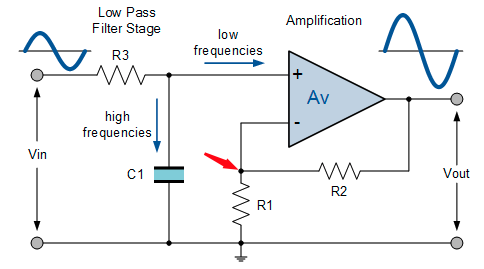 Low Pass
Filter Stage
Amplification
R3
low
frequencies
+
Av
-
high
frequencies
Vin
C1
R1
R2
Vout